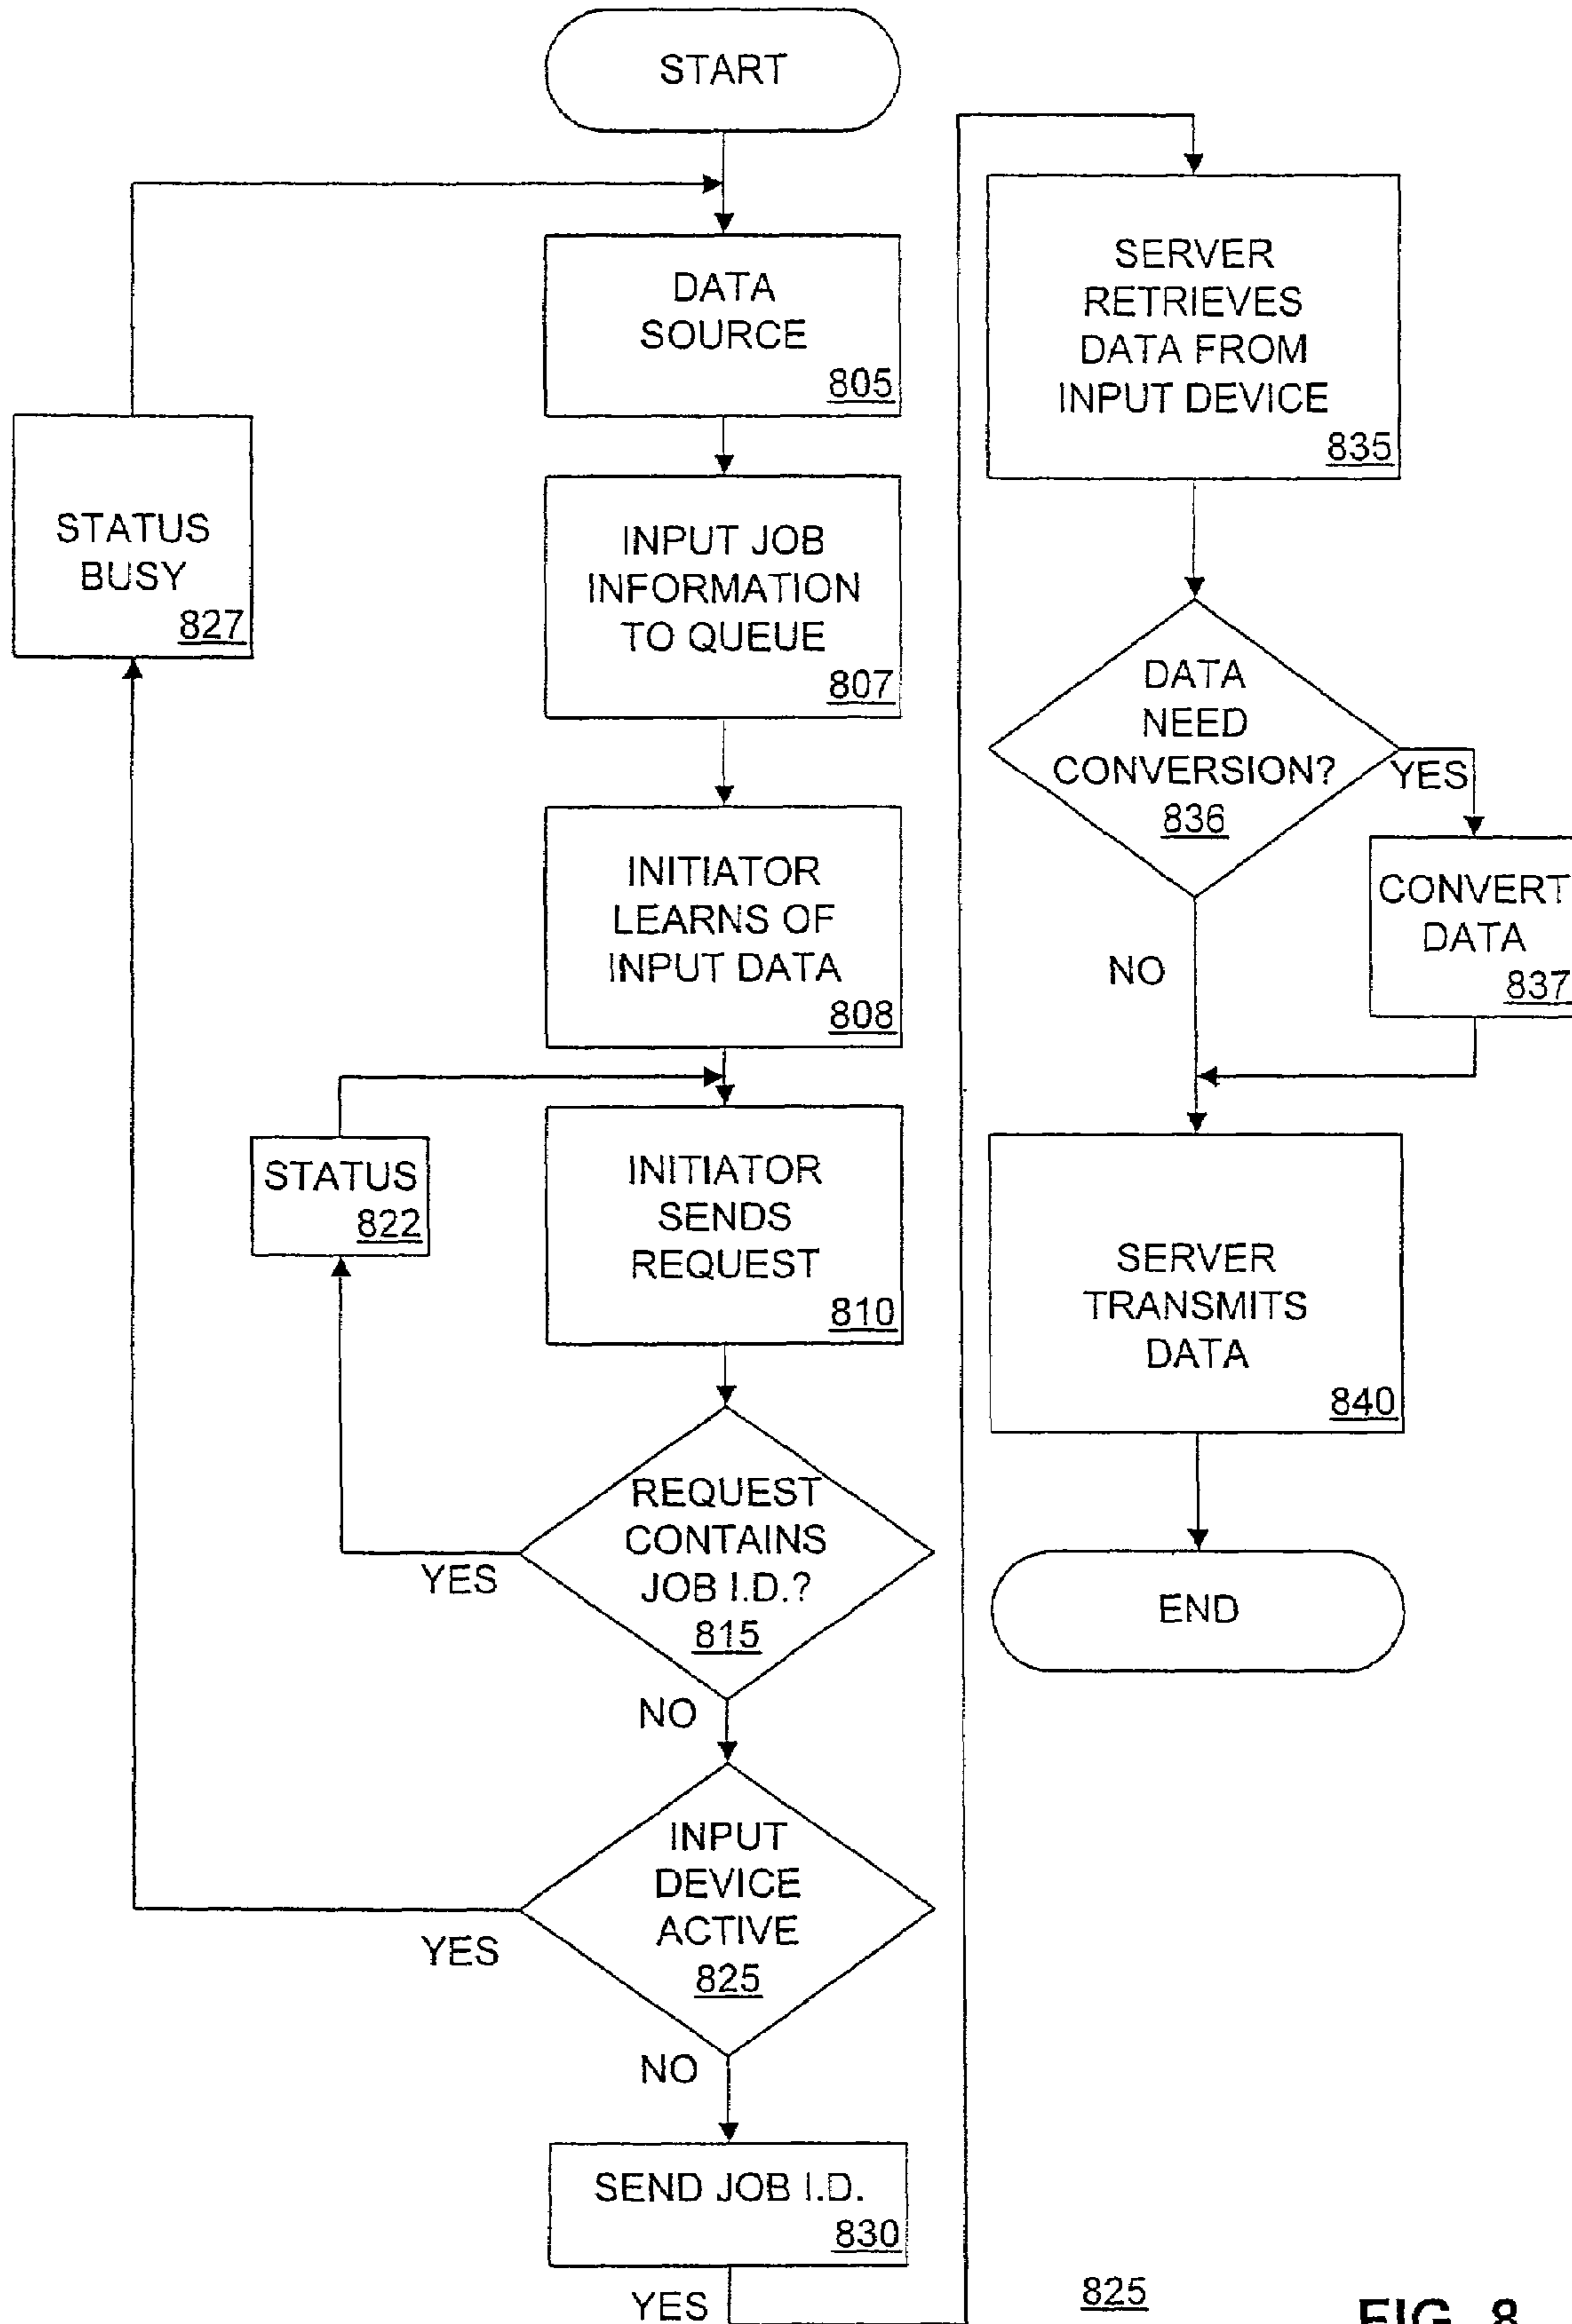 START
DATA
SOURCE
805
INPUT JOB
INFORMATION
TO QUEUE
807
STATUS
BUSY
827
INITIATOR
LEARNS OF
INPUT DATA
808
STATUS
822
INITIATOR
SENDS
REQUEST
810
REQUEST
CONTAINS
JOB I.D.?
815
YES
NO
INPUT
DEVICE
ACTIVE
825
YES
NO
SEND JOB I.D.
830
YES
SERVER
RETRIEVES
DATA FROM
INPUT DEVICE
835
DATA
NEED
CONVERSION?
836
YES
NO
CONVERT
DATA
837
SERVER
TRANSMITS
DATA
840
END
825
FIG. 8